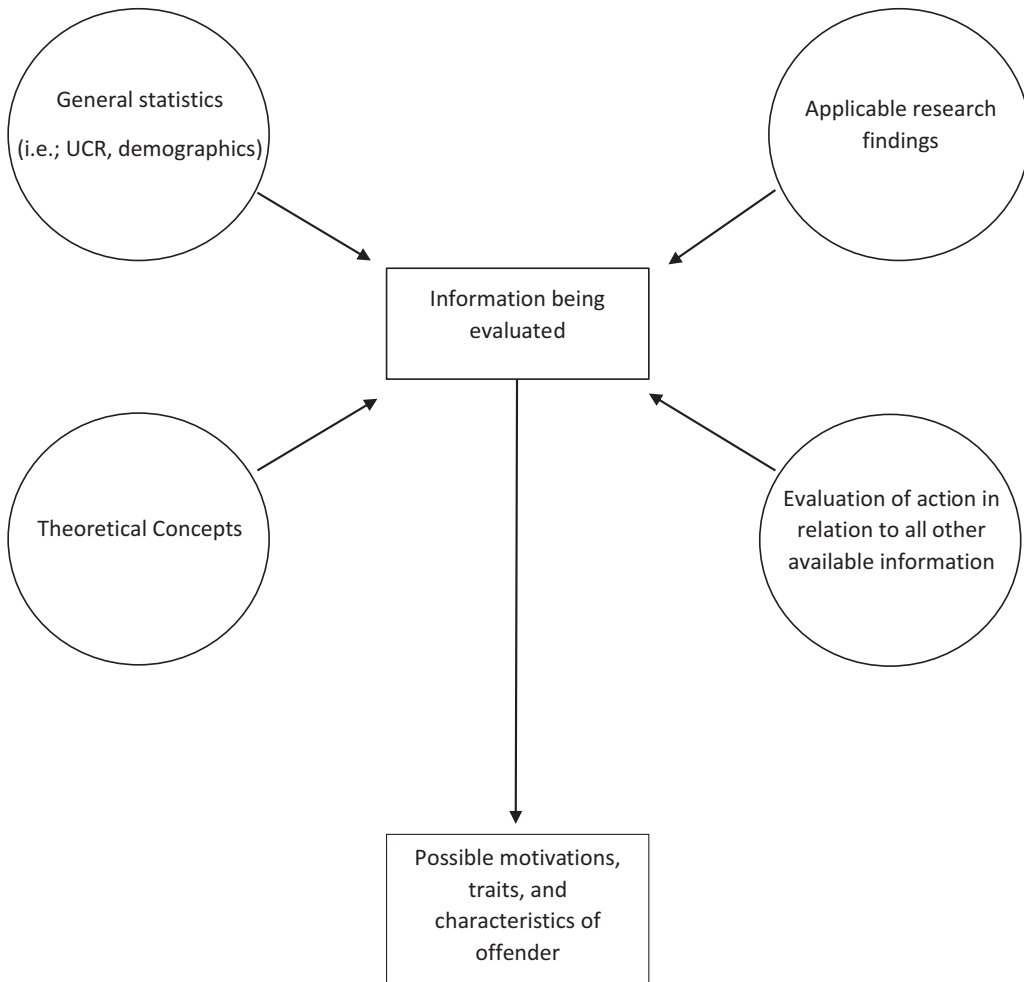 General statistics
(i.e.; UCR, demographics)
Applicable research
findings
Information being
evaluated
Theoretical Concepts
Evaluation of action in
relation to all other
available information
Possible motivations,
traits, and
characteristics of
offender